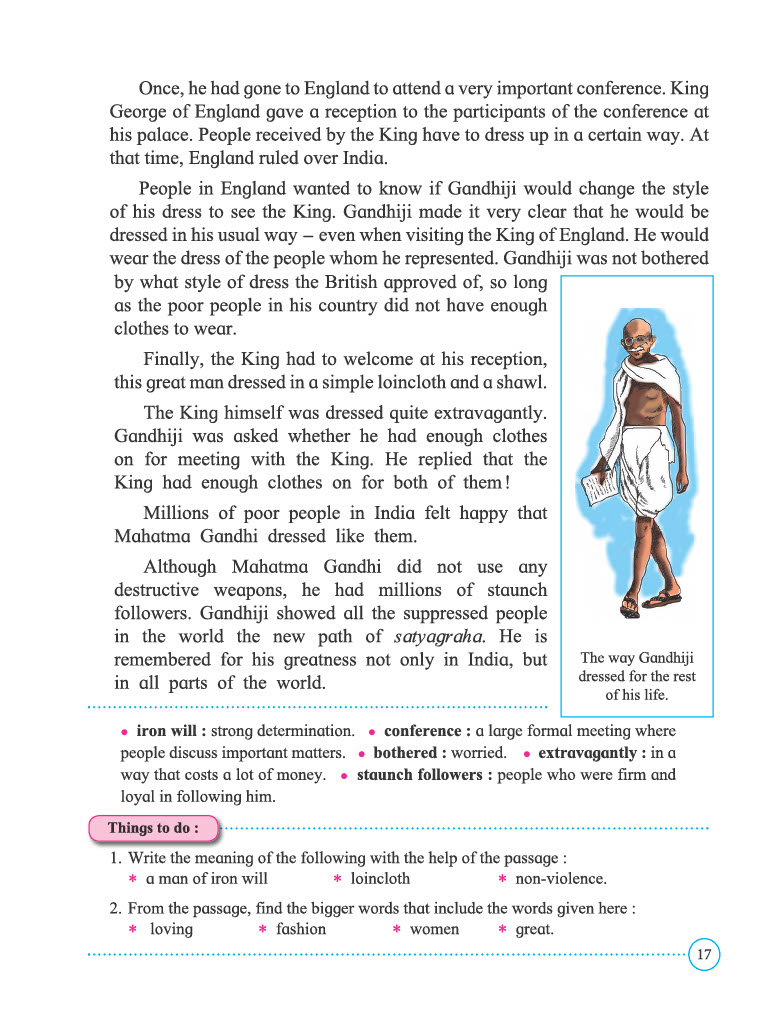 Once, he had gone to England to attend a very important conference. King
George of England gave a reception to the participants of the conference at
his palace. People received by the King have to dress up in a certain way. At
that time, England ruled over India.
People in England wanted to know if Gandhiji would change the style
of his dress to see the King. Gandhiji made it very clear that he would be
dressed in his usual way – even when visiting the King of England. He would
wear the dress of the people whom he represented. Gandhiji was not bothered
by what style of dress the British approved of, so long
as the poor people in his country did not have enough
clothes to wear.
Finally, the King had to welcome at his reception,
this great man dressed in a simple loincloth and a shawl.
The King himself was dressed quite extravagantly.
Gandhiji was asked whether he had enough clothes
on for meeting with the King. He replied that the
King had enough clothes on for both of them!
Millions of poor people in India felt happy that
Mahatma Gandhi dressed like them.
Although Mahatma Gandhi did not use any
destructive weapons, he had millions of staunch
followers. Gandhiji showed all the suppressed people
in the world the new path of satyagraha. He is
remembered for his greatness not only in India, but
in all parts of the world.
The way Gandhiji
dressed for the rest
of his life.
• iron will : strong determination. • conference : a large formal meeting where
people discuss important matters. • bothered : worried. • extravagantly : in a
way that costs a lot of money. • staunch followers : people who were firm and
loyal in following him.
Things to do :
1. Write the meaning of the following with the help of the passage :
* a man of iron will * loincloth * non-violence.
2. From the passage, find the bigger words that include the words given here :
* loving * fashion * women * great.
17